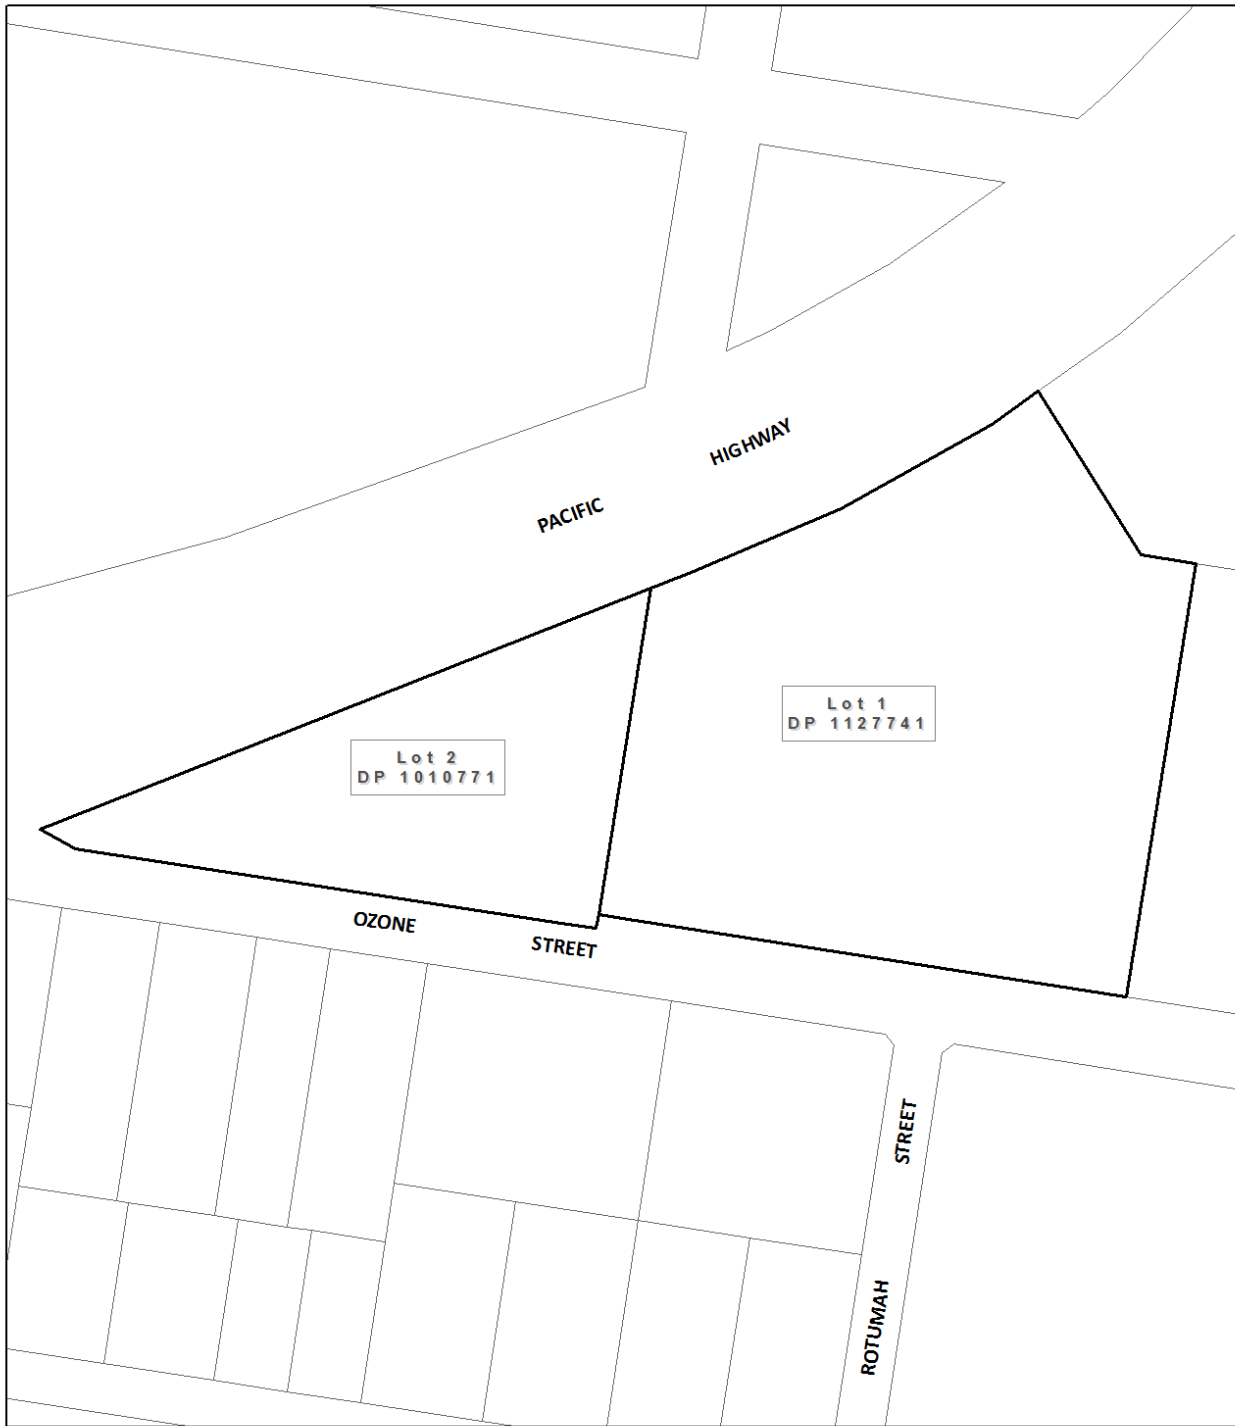 HIGHWAY
PACIFIC
Lot 1
DP 1127741
Lot 2
DP 1010771
OZONE
STREET
STREET
ROTUMAH